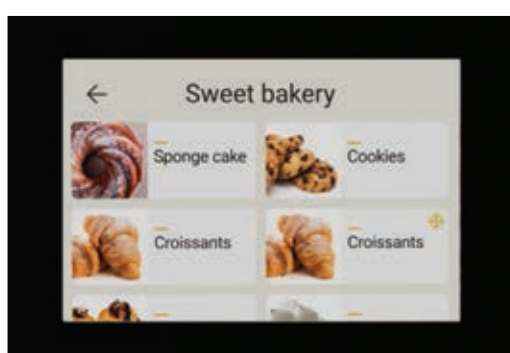 Sweet bakery
Sponge cake
Cookies
Croissants
Croissants